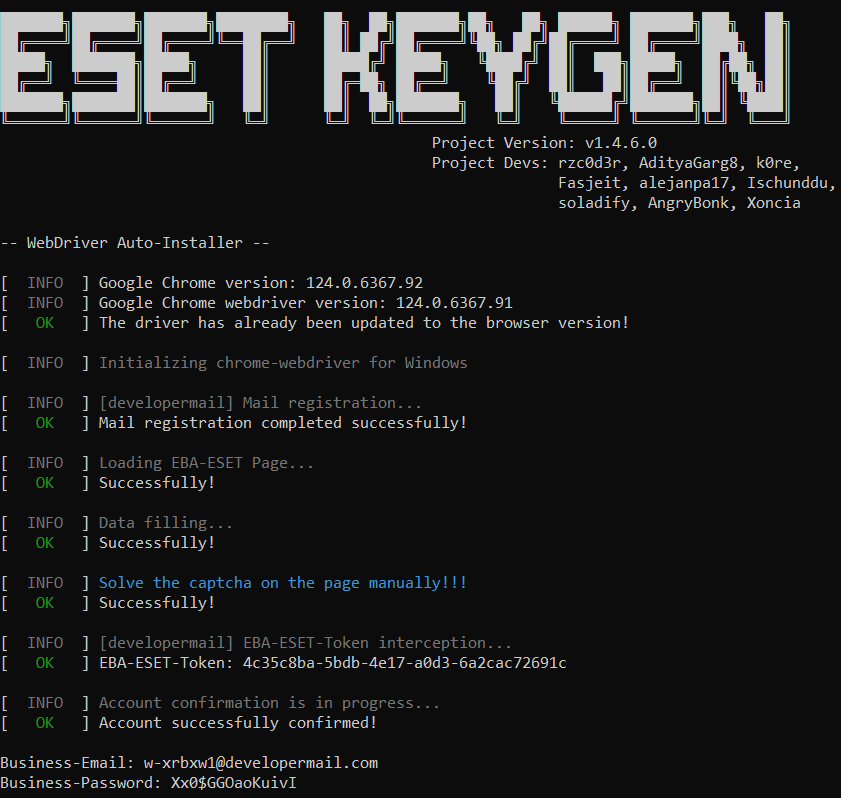 ESET KEYGEN
Project Version: v1.4.6.0
Project Devs: rzc0d3r, AdityaGarg8, k0re,
Fasjeit, alejanpa17, Ischunddu,
soladify, AngryBonk, Xoncia
-- WebDriver Auto-Installer --
[ INFO ] Google Chrome version: 124.0.6367.92
[ INFO ] Google Chrome webdriver version: 124.0.6367.91
[ OK ] The driver has already been updated to the browser version!
[ INFO ] Initializing chrome-webdriver for Windows
[ INFO ] [developermail] Mail registration...
[ OK ] Mail registration completed successfully!
[ INFO ] Loading EBA-ESET Page...
[ OK ] Successfully!
[ INFO ] Data filling...
[ OK ] Successfully!
[ INFO ] Solve the captcha on the page manually!!!
[ OK ] Successfully!
[ INFO ] [developermail] EBA-ESET-Token interception...
[ OK ] EBA-ESET-Token: 4c35c8ba-5bdb-4e17-a0d3-6a2cac72691c
[ INFO ] Account confirmation is in progress...
[ OK ] Account successfully confirmed!
Business-Email: w-xrbxw1@developermail.com
Business-Password: Xx0$GGOaoKuivI